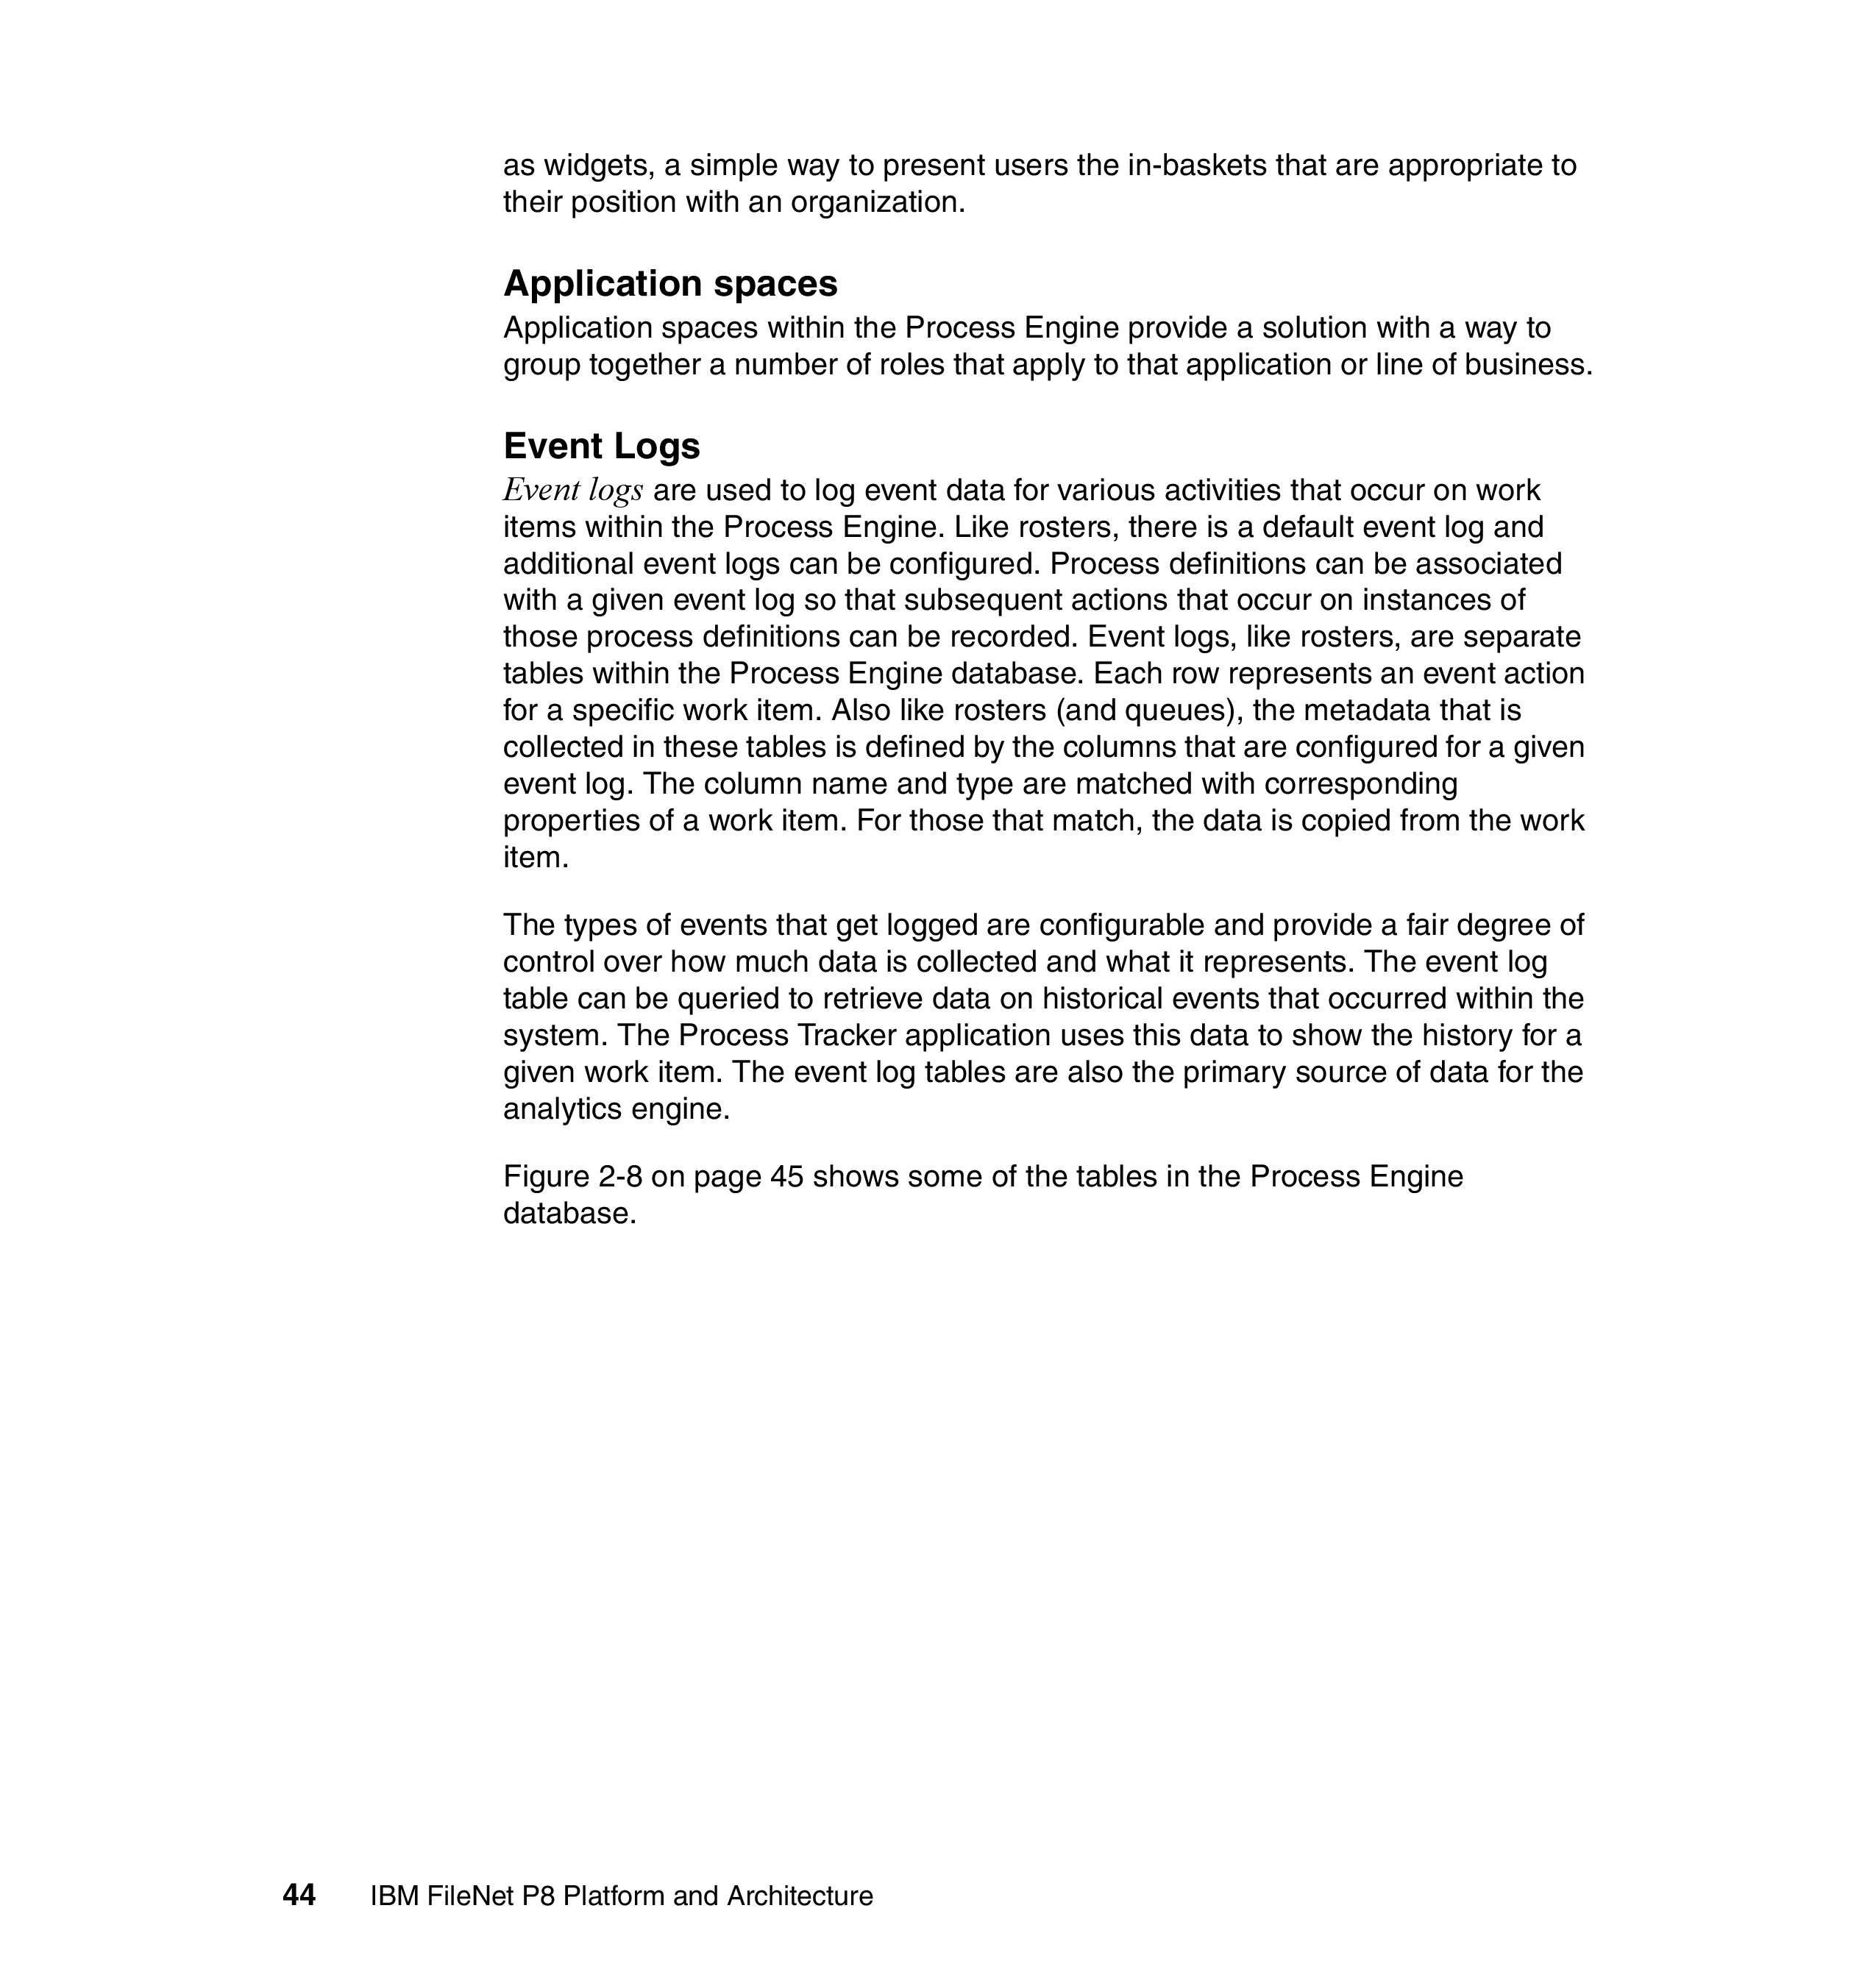 as widgets, a simple way to present users the in-baskets that are appropriate to
their position with an organization.
Application spaces
Application spaces within the Process Engine provide a solution with a way to
group together a number of roles that apply to that application or line of business.
Event Logs
Event logs are used to log event data for various activities that occur on work
items within the Process Engine. Like rosters, there is a default event log and
additional event logs can be configured. Process definitions can be associated
with a given event log so that subsequent actions that occur on instances of
those process definitions can be recorded. Event logs, like rosters, are separate
tables within the Process Engine database. Each row represents an event action
for a specific work item. Also like rosters (and queues), the metadata that is
collected in these tables is defined by the columns that are configured for a given
event log. The column name and type are matched with corresponding
properties of a work item. For those that match, the data is copied from the work
item.
The types of events that get logged are configurable and provide a fair degree of
control over how much data is collected and what it represents. The event log
table can be queried to retrieve data on historical events that occurred within the
system. The Process Tracker application uses this data to show the history for a
given work item. The event log tables are also the primary source of data for the
analytics engine.
Figure 2-8 on page 45 shows some of the tables in the Process Engine
database.
44 IBM FileNet P8 Platform and Architecture